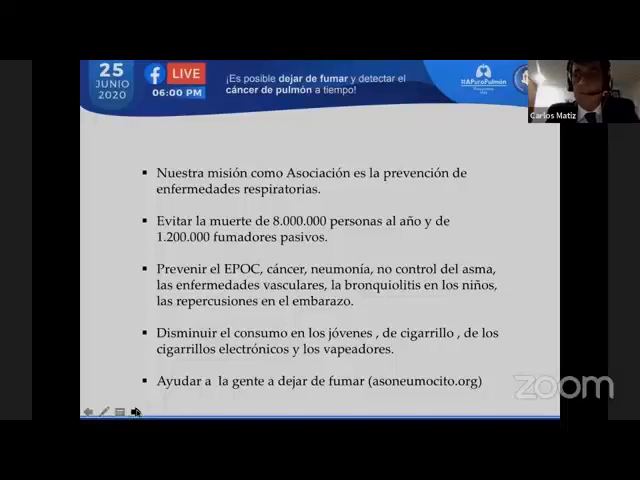 25
JUNIO
2020
LIVE
06:00 PM
¡Es posible dejar de fumar y detectar el
cáncer de pulmón a tiempo!
#APuroPulmón
Carlos Matiz
Nuestra misión como Asociación es la prevención de
enfermedades respiratorias.
Evitar la muerte de 8.000.000 personas al año y de
1.200.000 fumadores pasivos.
Prevenir el EPOC, cáncer, neumonía, no control del asma,
las enfermedades vasculares, la bronquiolitis en los niños,
las repercusiones en el embarazo.
Disminuir el consumo en los jóvenes , de cigarrillo , de los
cigarrillos electrónicos y los vapeadores.
Ayudar a  la gente a dejar de fumar (asoneumocito.org)
zoom